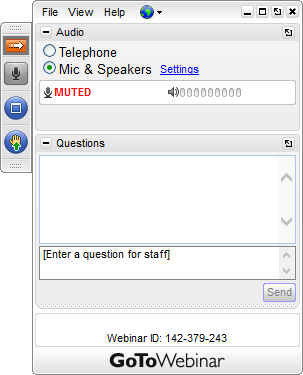 File View Help
Audio
Telephone
Mic & Speakers Settings
MUTED
Questions
[Enter a question for staff]
Send
Webinar ID: 142-379-243
GoToWebinar